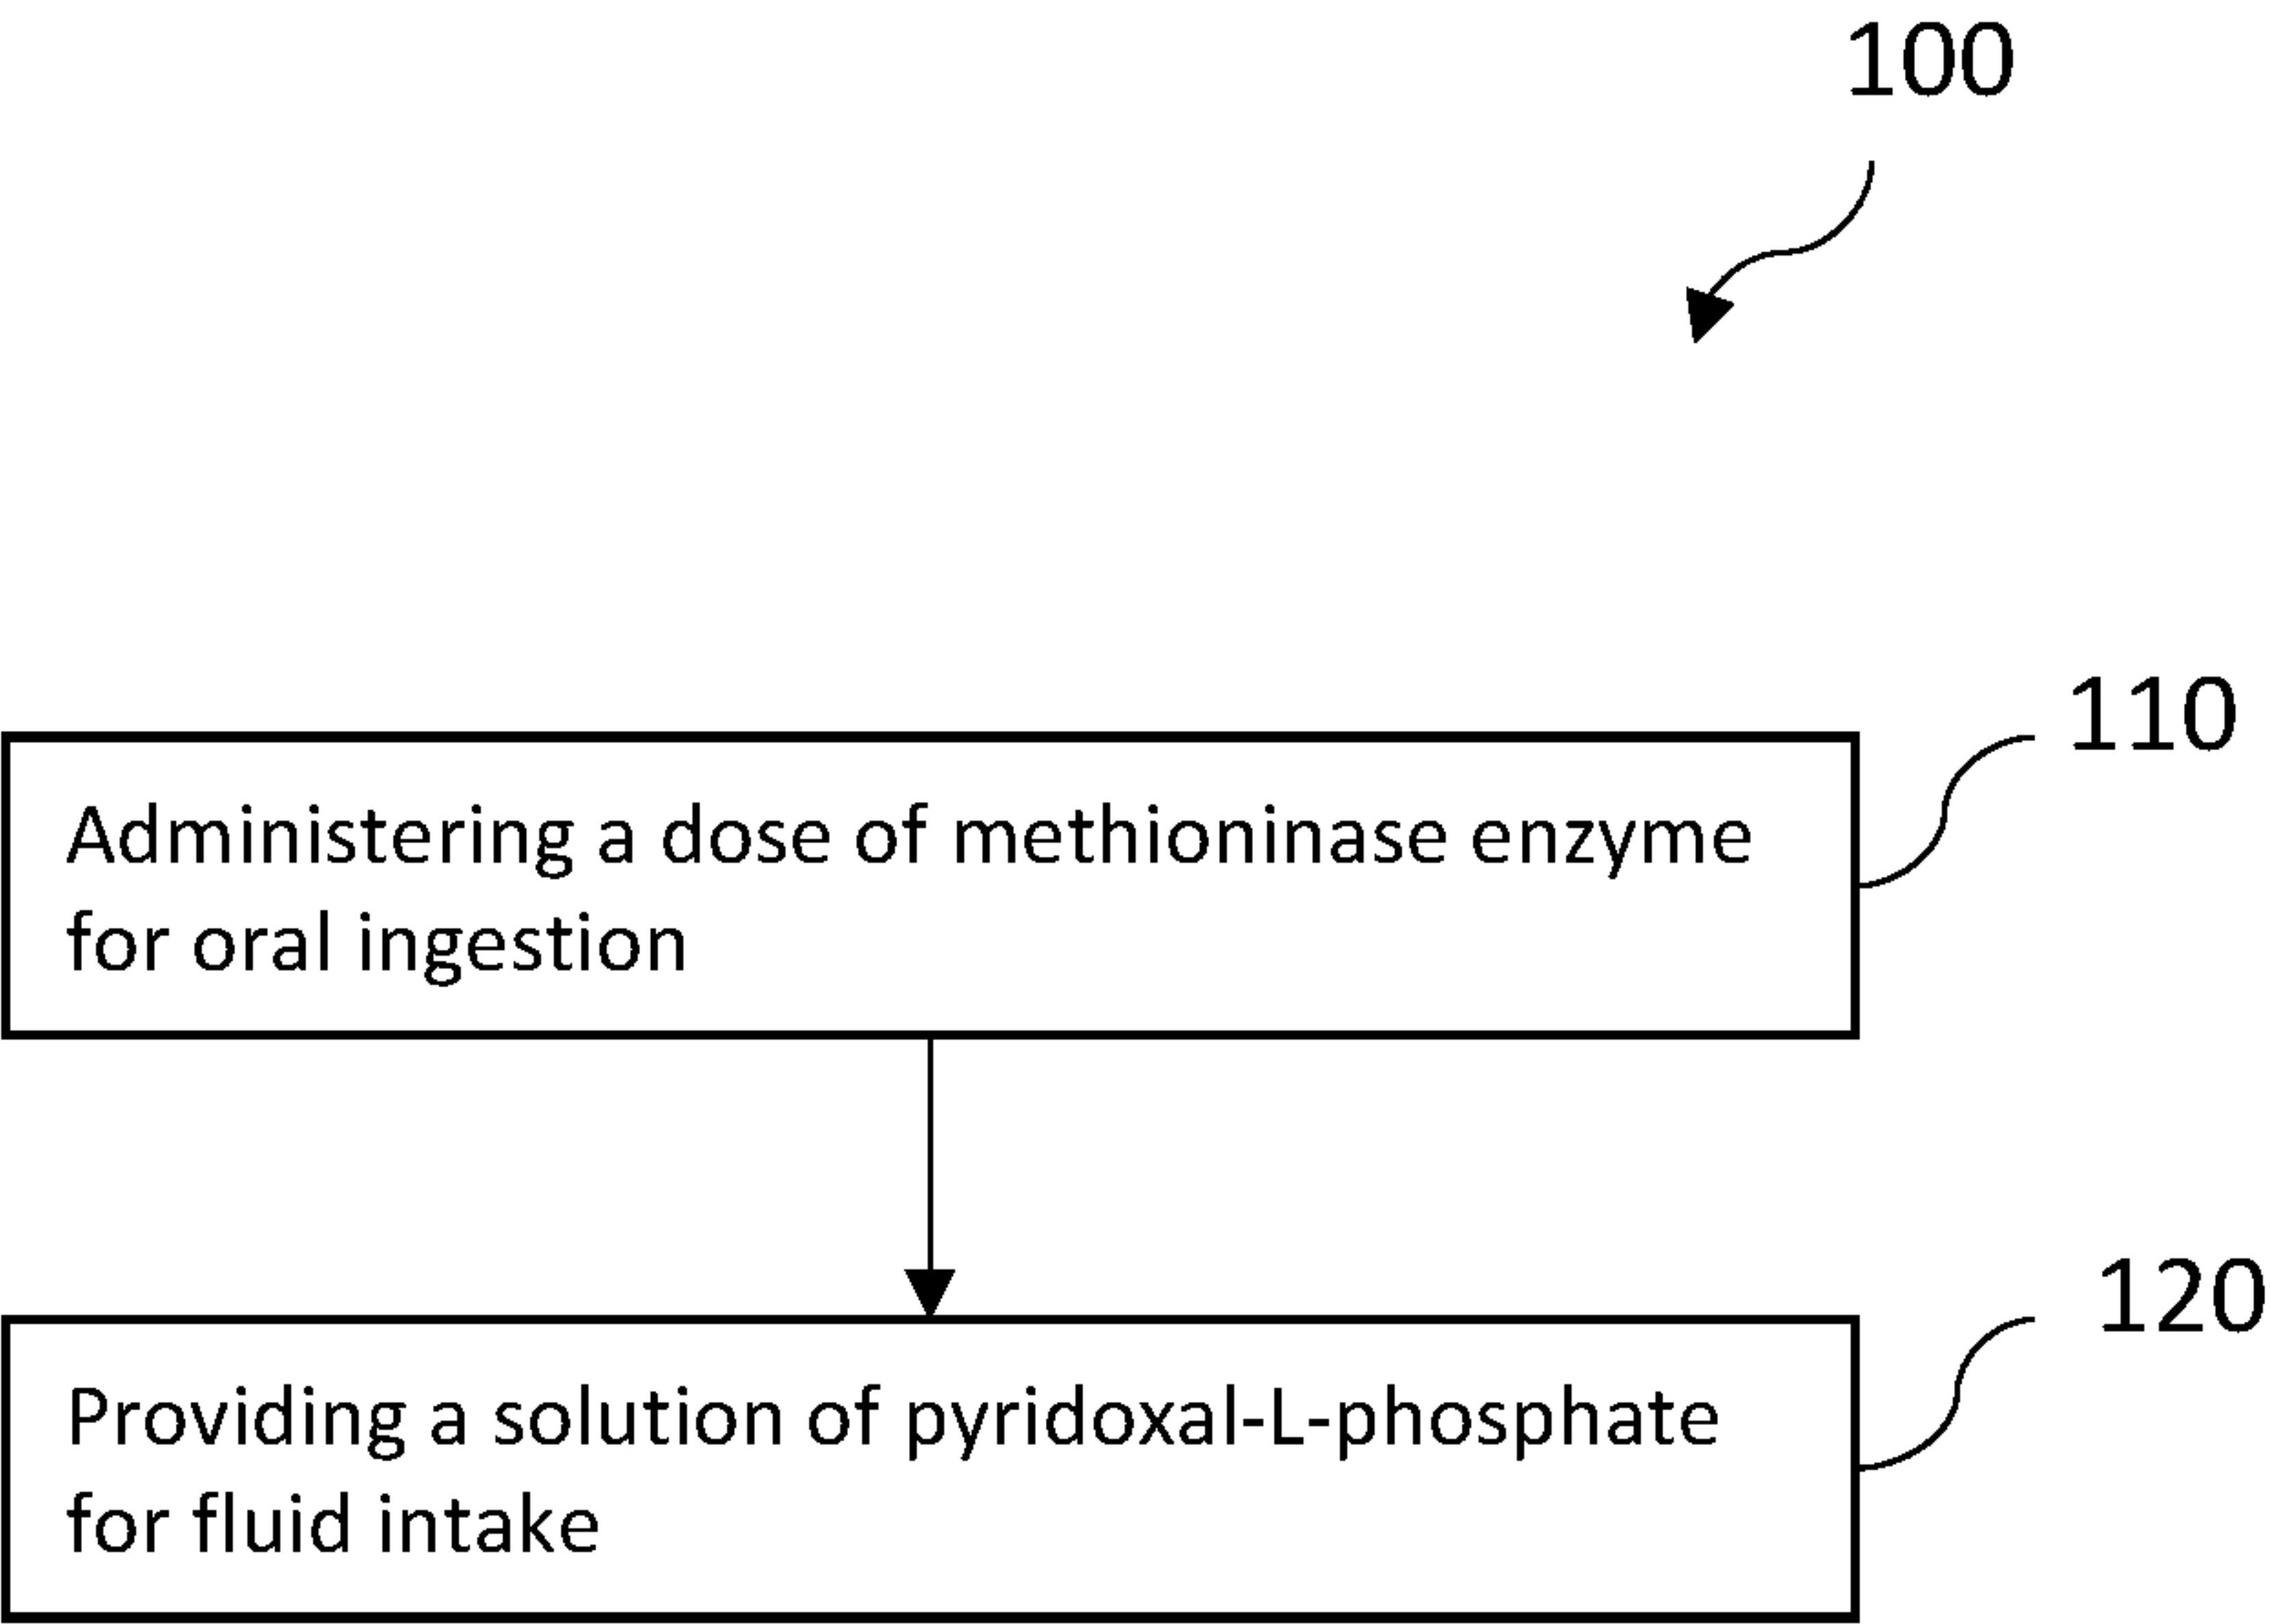 100
110
Administering a dose of methioninase enzyme
for oral ingestion
120
Providing a solution of pyridoxal-L-phosphate
for fluid intake